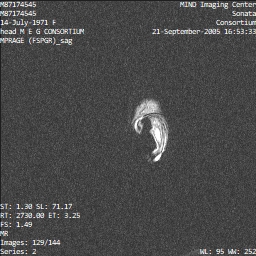 M87174545
M87174545
14-July-1971 F
head M E G CONSORTIUM
MPRAGE (FSPGR)_sag
MIND Imaging Center
Sonata
Consortium
21-September-2005 16:53:33
ST: 1.30 SL: 71.17
RT: 2730.00 ET: 3.25
FS: 1.49
MR
Images: 129/144
Series: 2
WL: 95 WW: 252